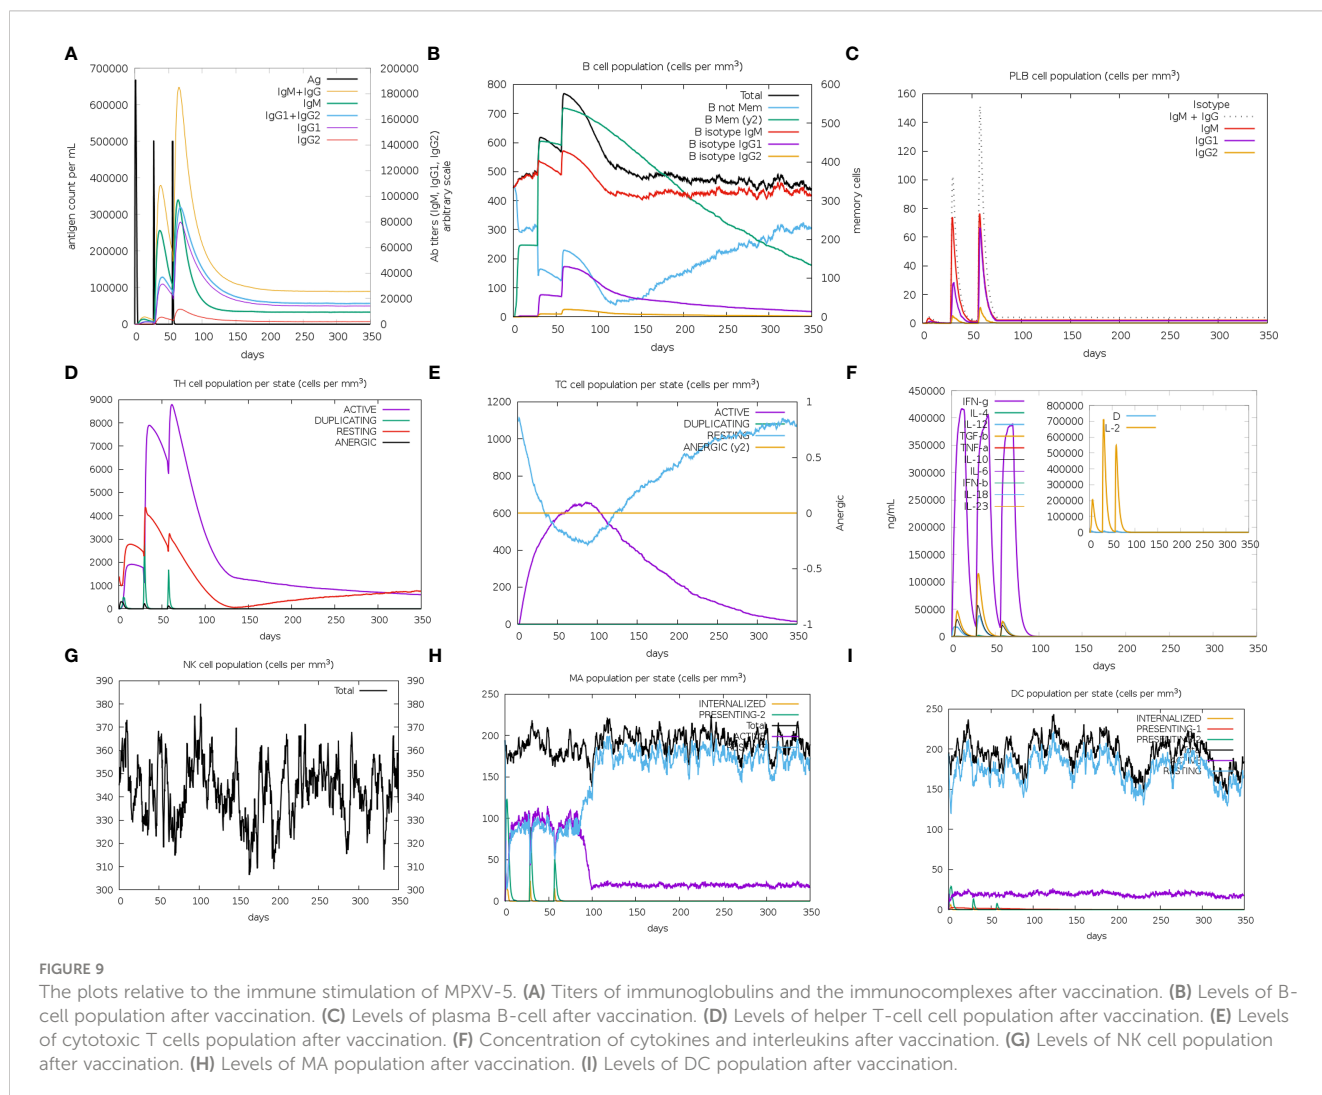 A
700000
600000
500000
400000
300000
200000
100000
0
antigen count per mL
Ag
IgM+IgG
IgM
IgG1+IgG2
IgG1
IgG2
200000
180000
160000
140000
120000
100000
80000
60000
40000
20000
0
Ab titers (IgM, IgG1, IgG2)
arbitrary scale
0 50 100 150 200 250 300 350
days
B
B cell population (cells per mm³)
800
700
600
500
400
300
200
100
0
Total
B not Mem
B Mem (y2)
B isotype IgM
B isotype IgG1
B isotype IgG2
600
500
400
300
200
100
0
memory cells
0 50 100 150 200 250 300 350
days
C
PLB cell population (cells per mm³)
160
140
120
100
80
60
40
20
0
Isotype
IgM + IgG
IgM
IgG1
IgG2
0 50 100 150 200 250 300 350
days
D
TH cell population per state (cells per mm³)
9000
8000
7000
6000
5000
4000
3000
2000
1000
0
ACTIVE
DUPLICATING
RESTING
ANERGIC
0 50 100 150 200 250 300 350
days
E
TC cell population per state (cells per mm³)
1200
1000
800
600
400
200
0
ACTIVE
DUPLICATING
RESTING
ANERGIC (y2)
1
0.5
0
-0.5
-1
Anergic
0 50 100 150 200 250 300 350
days
F
450000
400000
350000
300000
250000
200000
150000
100000
50000
0
ng/mL
IFN-g
IL-4
IL-12
TGF-b
TNF-a
IL-10
IL-6
IFN-b
IL-18
IL-23
800000
700000
600000
500000
400000
300000
200000
100000
0
D
IL-2
0 50 100 150 200 250 300 350
0 50 100 150 200 250 300 350
days
G
NK cell population (cells per mm³)
390
380
370
360
350
340
330
320
310
300
Total
390
380
370
360
350
340
330
320
310
300
0 50 100 150 200 250 300 350
days
H
MA population per state (cells per mm³)
250
200
150
100
50
0
INTERNALIZED
PRESENTING-2
Total
0 50 100 150 200 250 300 350
days
I
DC population per state (cells per mm³)
250
200
150
100
50
0
INTERNALIZED
PRESENTING-1
PRESENTING-2
RESTING
0 50 100 150 200 250 300 350
days
FIGURE 9
The plots relative to the immune stimulation of MPXV-5. (A) Titers of immunoglobulins and the immunocomplexes after vaccination. (B) Levels of B-
cell population after vaccination. (C) Levels of plasma B-cell after vaccination. (D) Levels of helper T-cell cell population after vaccination. (E) Levels
of cytotoxic T cells population after vaccination. (F) Concentration of cytokines and interleukins after vaccination. (G) Levels of NK cell population
after vaccination. (H) Levels of MA population after vaccination. (I) Levels of DC population after vaccination.